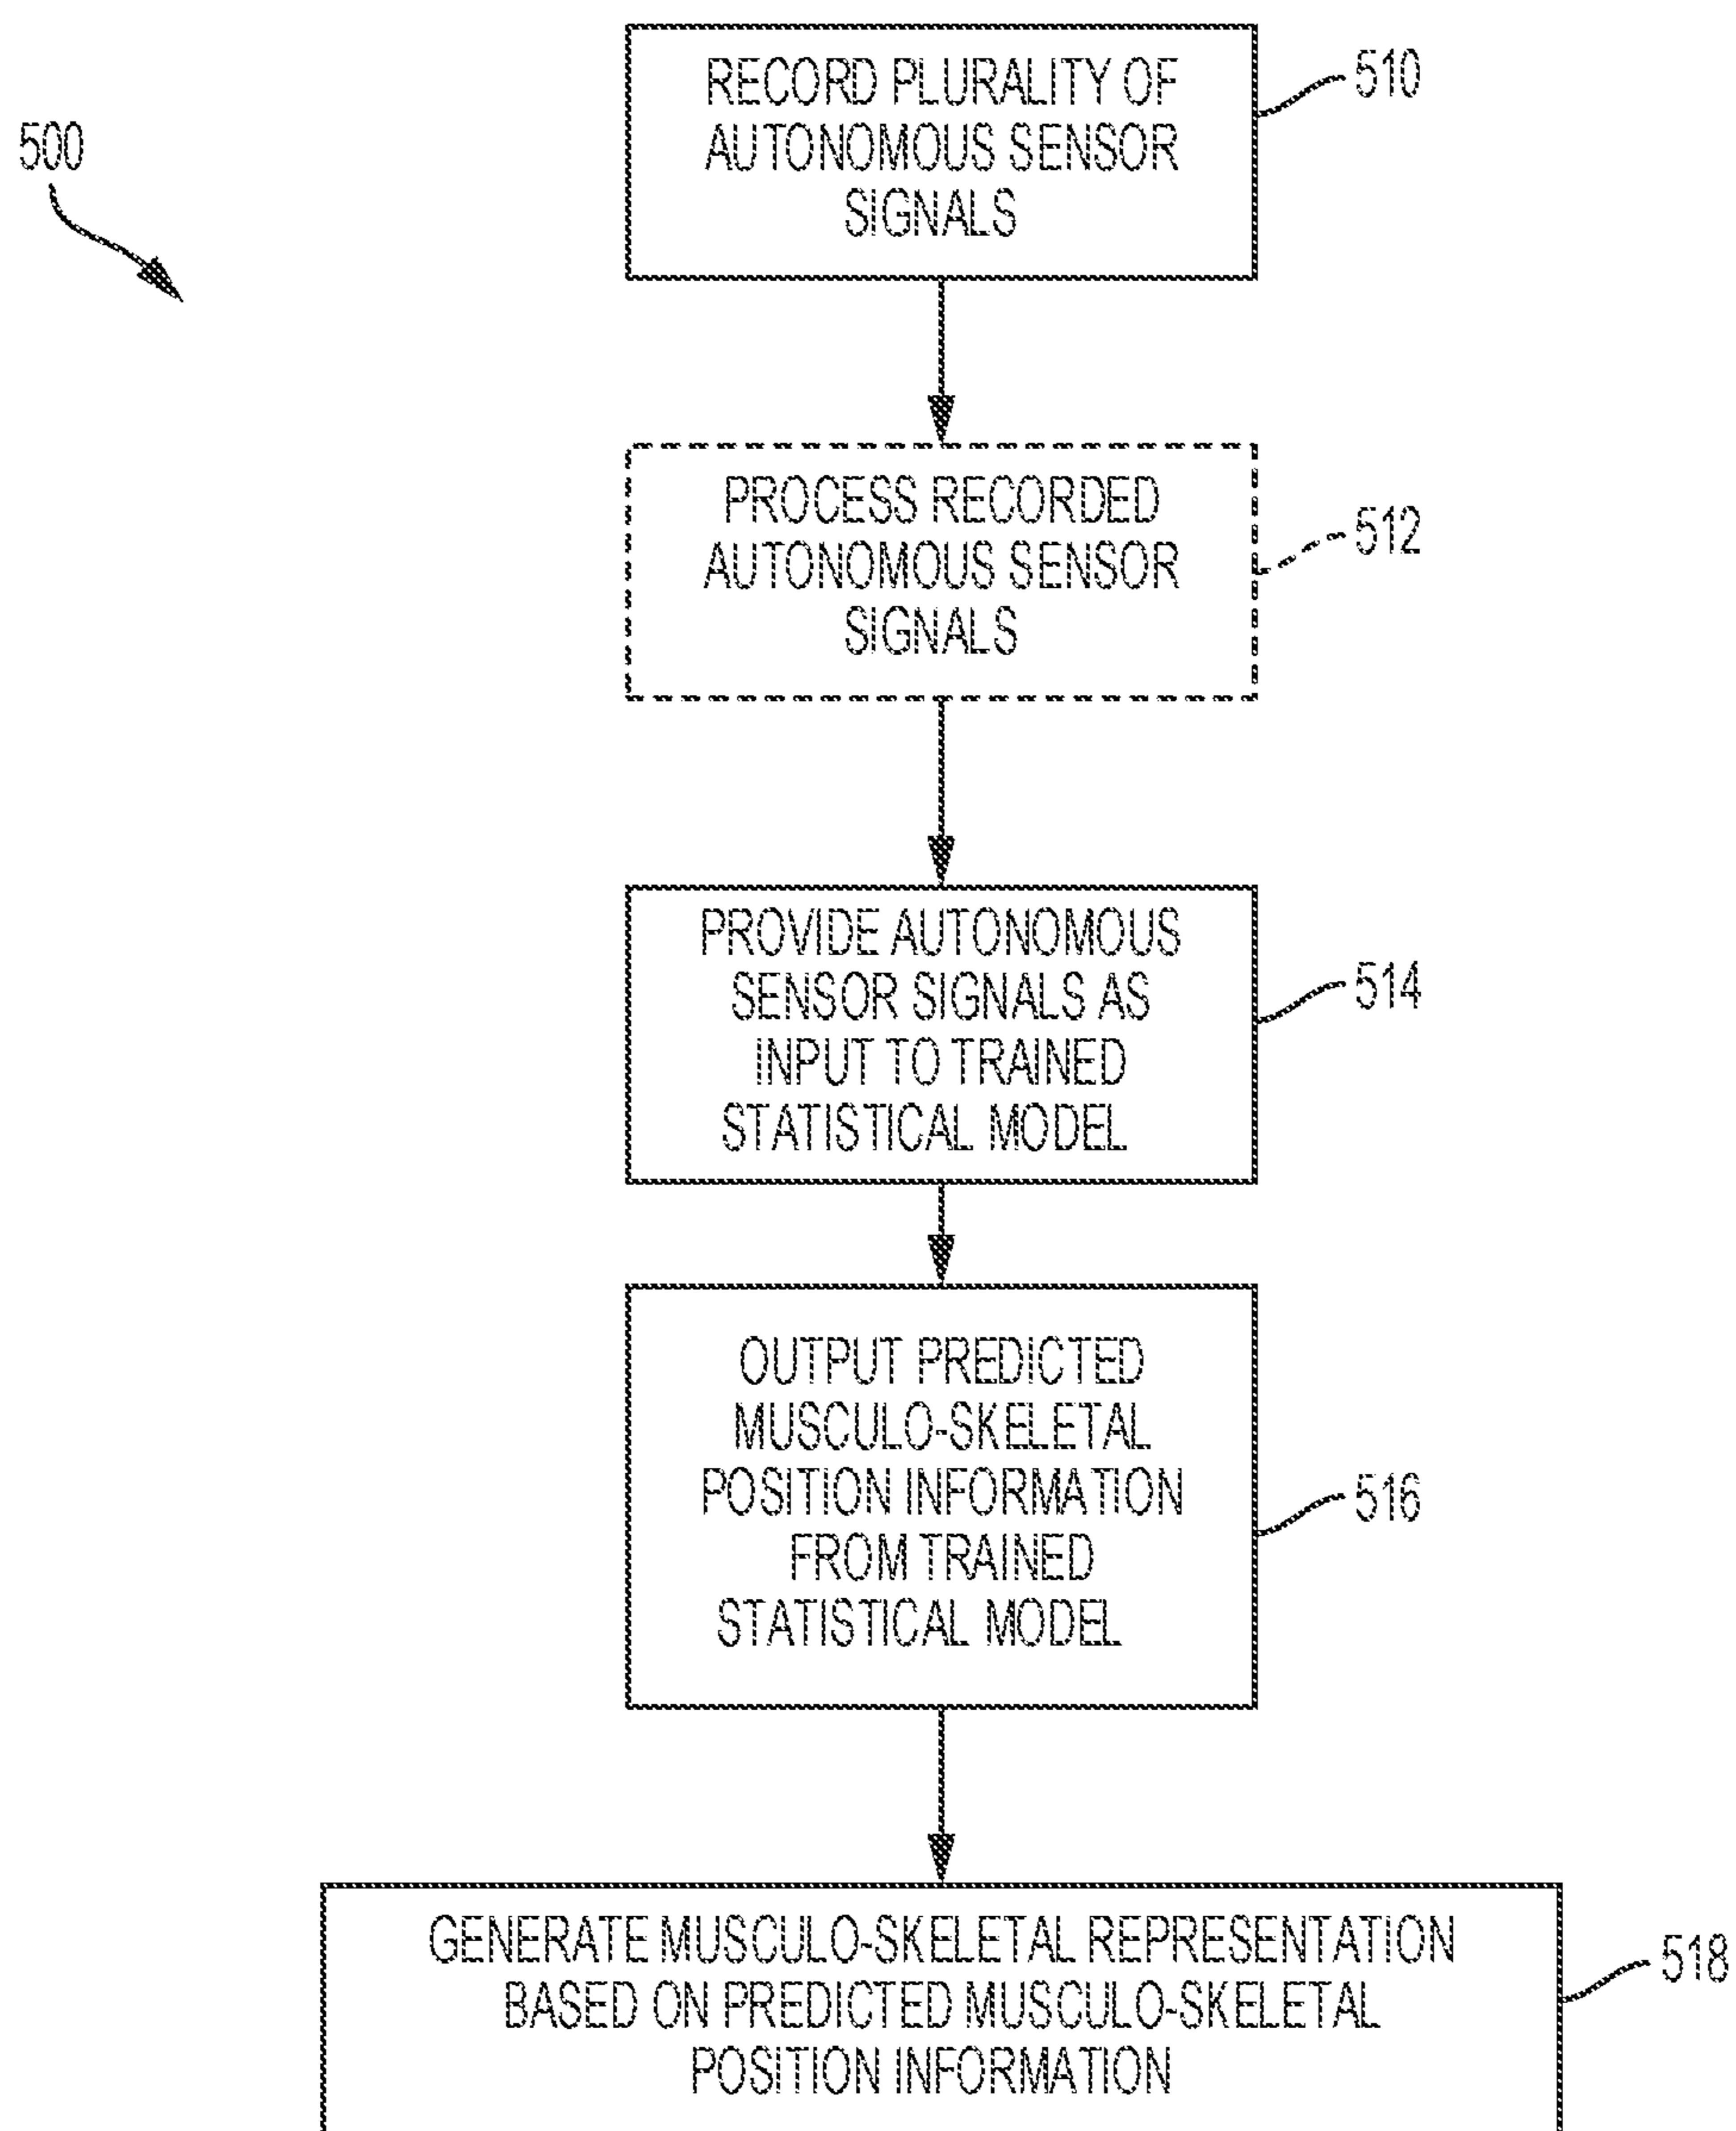 500
RECORD PLURALITY OF
AUTONOMOUS SENSOR
SIGNALS
510
PROCESS RECORDED
AUTONOMOUS SENSOR
SIGNALS
512
PROVIDE AUTONOMOUS
SENSOR SIGNALS AS
INPUT TO TRAINED
STATISTICAL MODEL
514
OUTPUT PREDICTED
MUSCULO-SKELETAL
POSITION INFORMATION
FROM TRAINED
STATISTICAL MODEL
516
GENERATE MUSCULO-SKELETAL REPRESENTATION
BASED ON PREDICTED MUSCULO-SKELETAL
POSITION INFORMATION
518